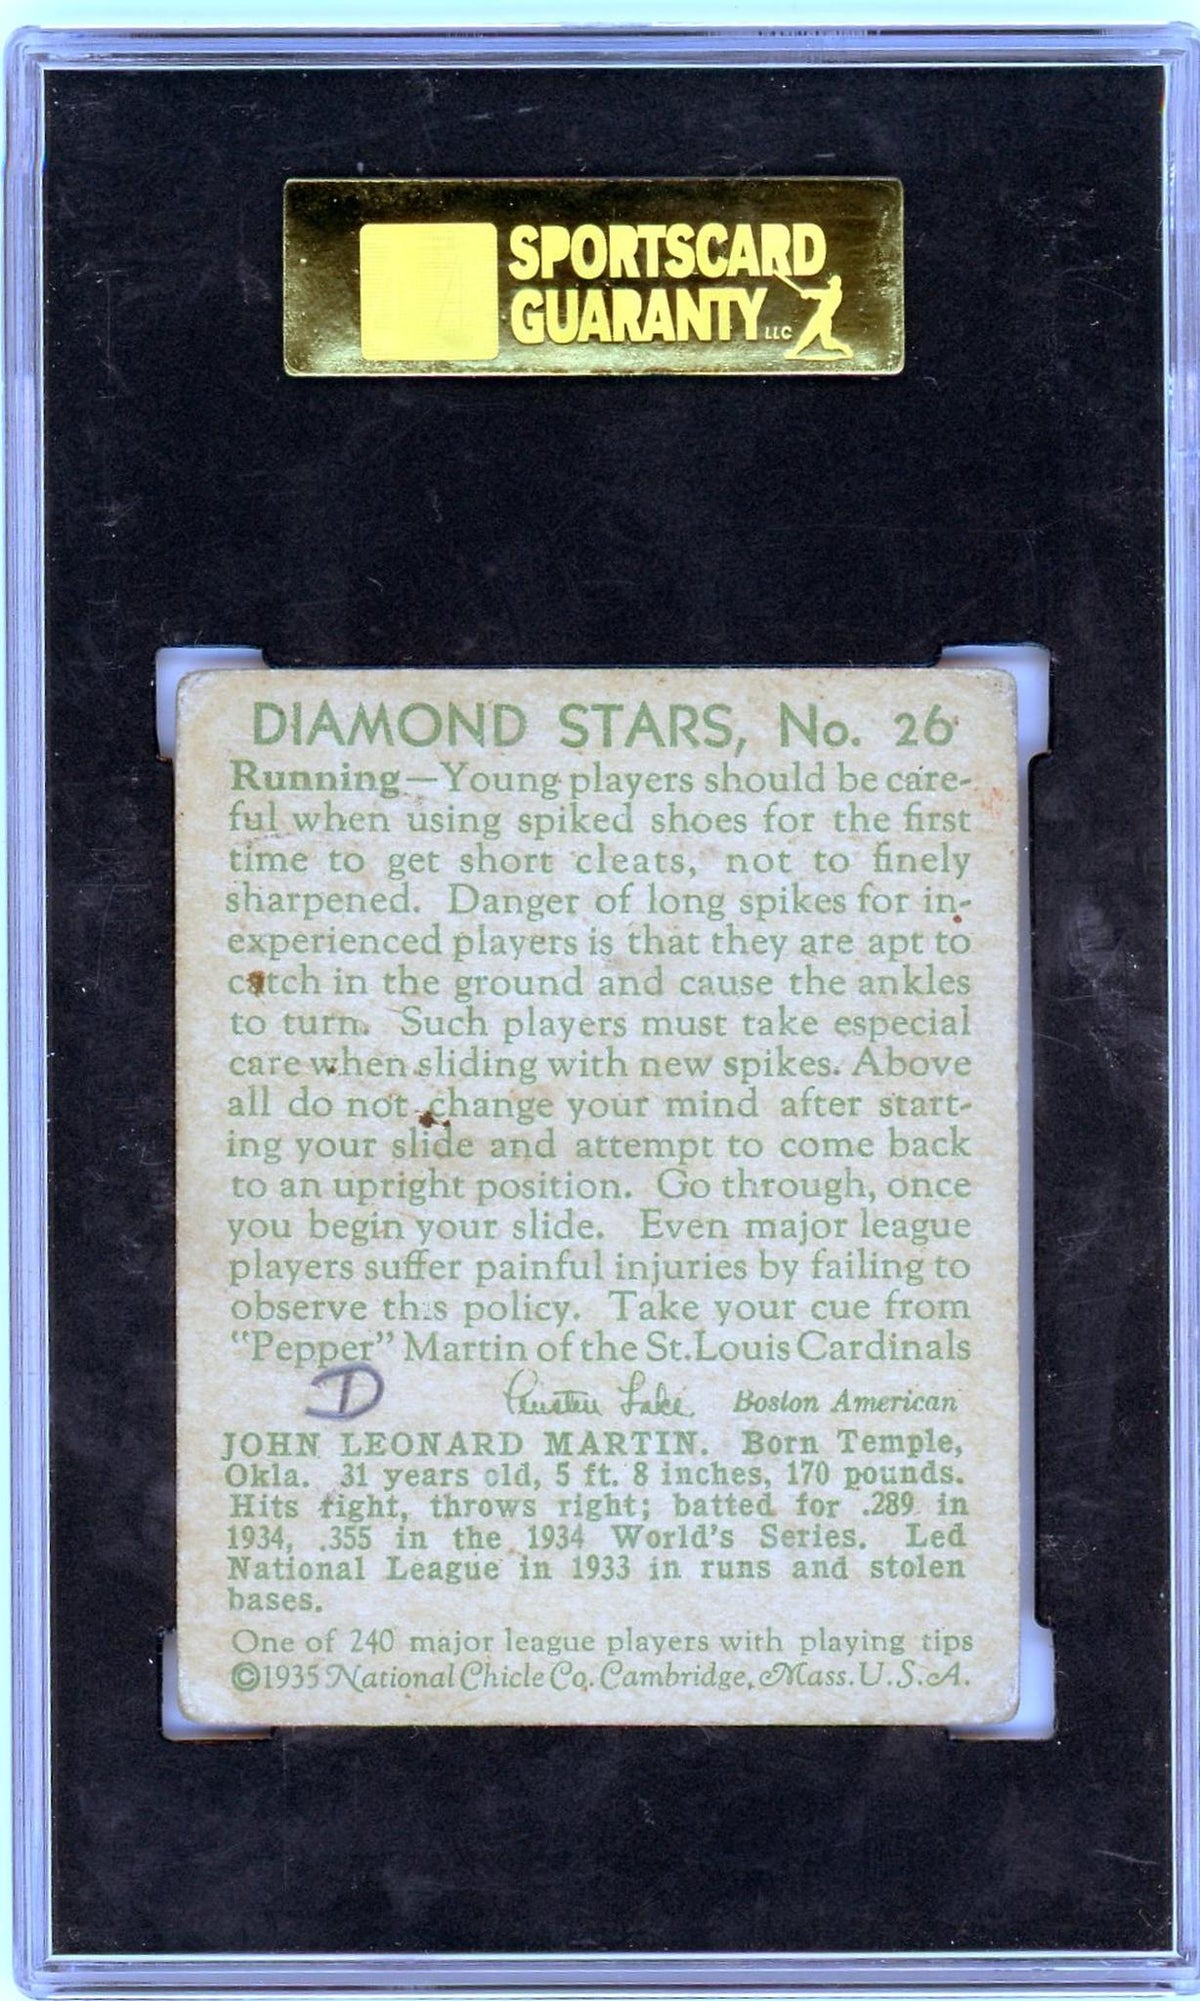 SPORTSCARD
GUARANTY LLC
DIAMOND STARS, No. 26
Running—Young players should be care-
ful when using spiked shoes for the first
time to get short cleats, not to finely
sharpened. Danger of long spikes for in-
experienced players is that they are apt to
catch in the ground and cause the ankles
to turn. Such players must take especial
care when sliding with new spikes. Above
all do not change your mind after start-
ing your slide and attempt to come back
to an upright position. Go through, once
you begin your slide. Even major league
players suffer painful injuries by failing to
observe this policy. Take your cue from
"Pepper" Martin of the St. Louis Cardinals
D Austen Lake Boston American
JOHN LEONARD MARTIN. Born Temple,
Okla. 31 years old, 5 ft. 8 inches, 170 pounds.
Hits right, throws right; batted for .289 in
1934, .355 in the 1934 World's Series. Led
National League in 1933 in runs and stolen
bases.
One of 240 major league players with playing tips
©1935 National Chicle Co. Cambridge, Mass. U.S.A.